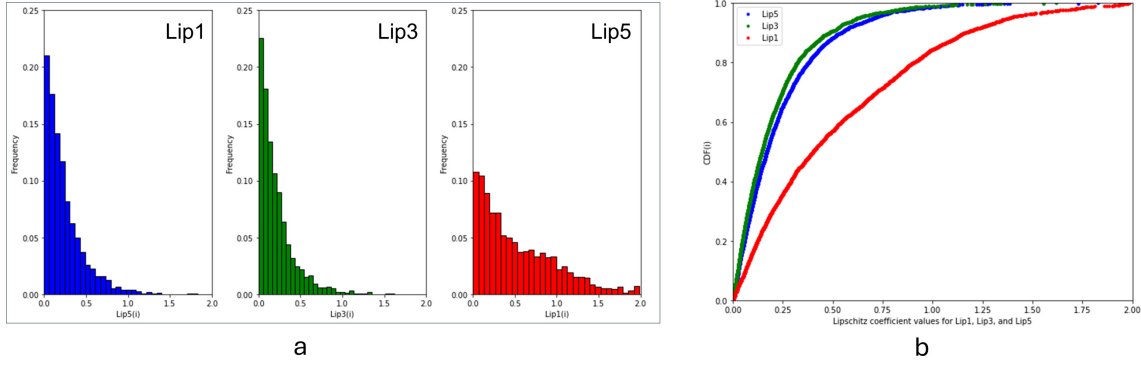 Lip1
Lip3
Lip5
0.25
0.20
0.15
0.10
0.05
0.00
Frequency
0.0 0.5 1.0 1.5 2.0
Lip5(i)
0.25
0.20
0.15
0.10
0.05
0.00
Frequency
0.0 0.5 1.0 1.5 2.0
Lip3(i)
0.25
0.20
0.15
0.10
0.05
0.00
Frequency
0.0 0.5 1.0 1.5 2.0
Lip1(i)
a
Lip5
Lip3
Lip1
1.0
0.8
0.6
0.4
0.2
0.0
CDF(i)
0.00 0.25 0.50 0.75 1.00 1.25 1.50 1.75 2.00
Lipschitz coefficient values for Lip1, Lip3, and Lip5
b